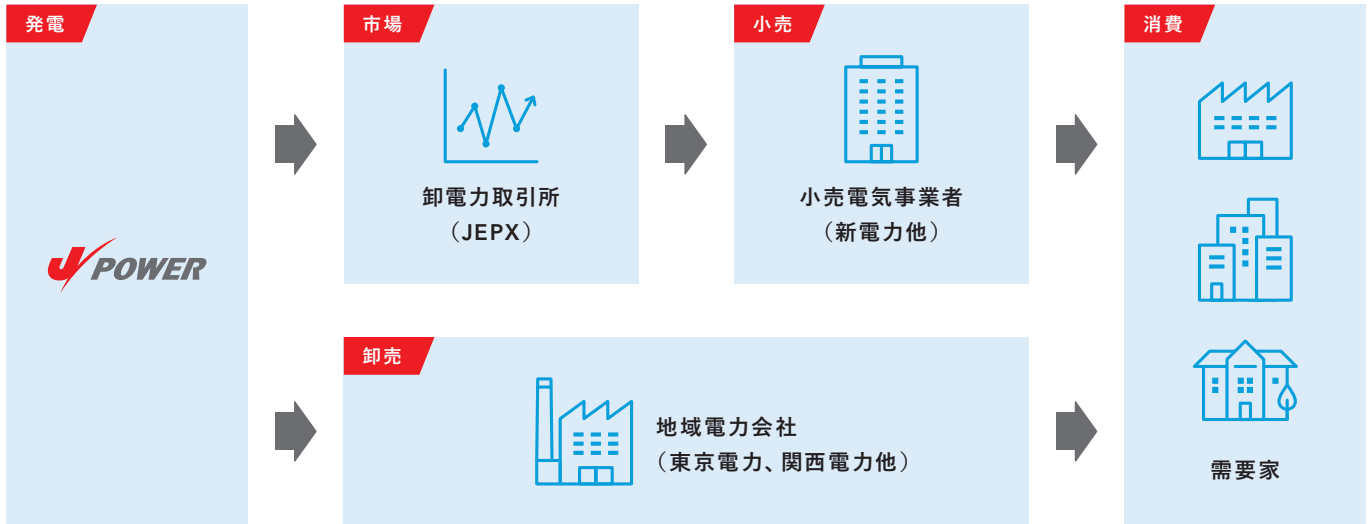 発電
J POWER
市場
卸電力取引所
（JEPX）
小売
小売電気事業者
（新電力他）
卸売
地域電力会社
（東京電力、関西電力他）
消費
需要家